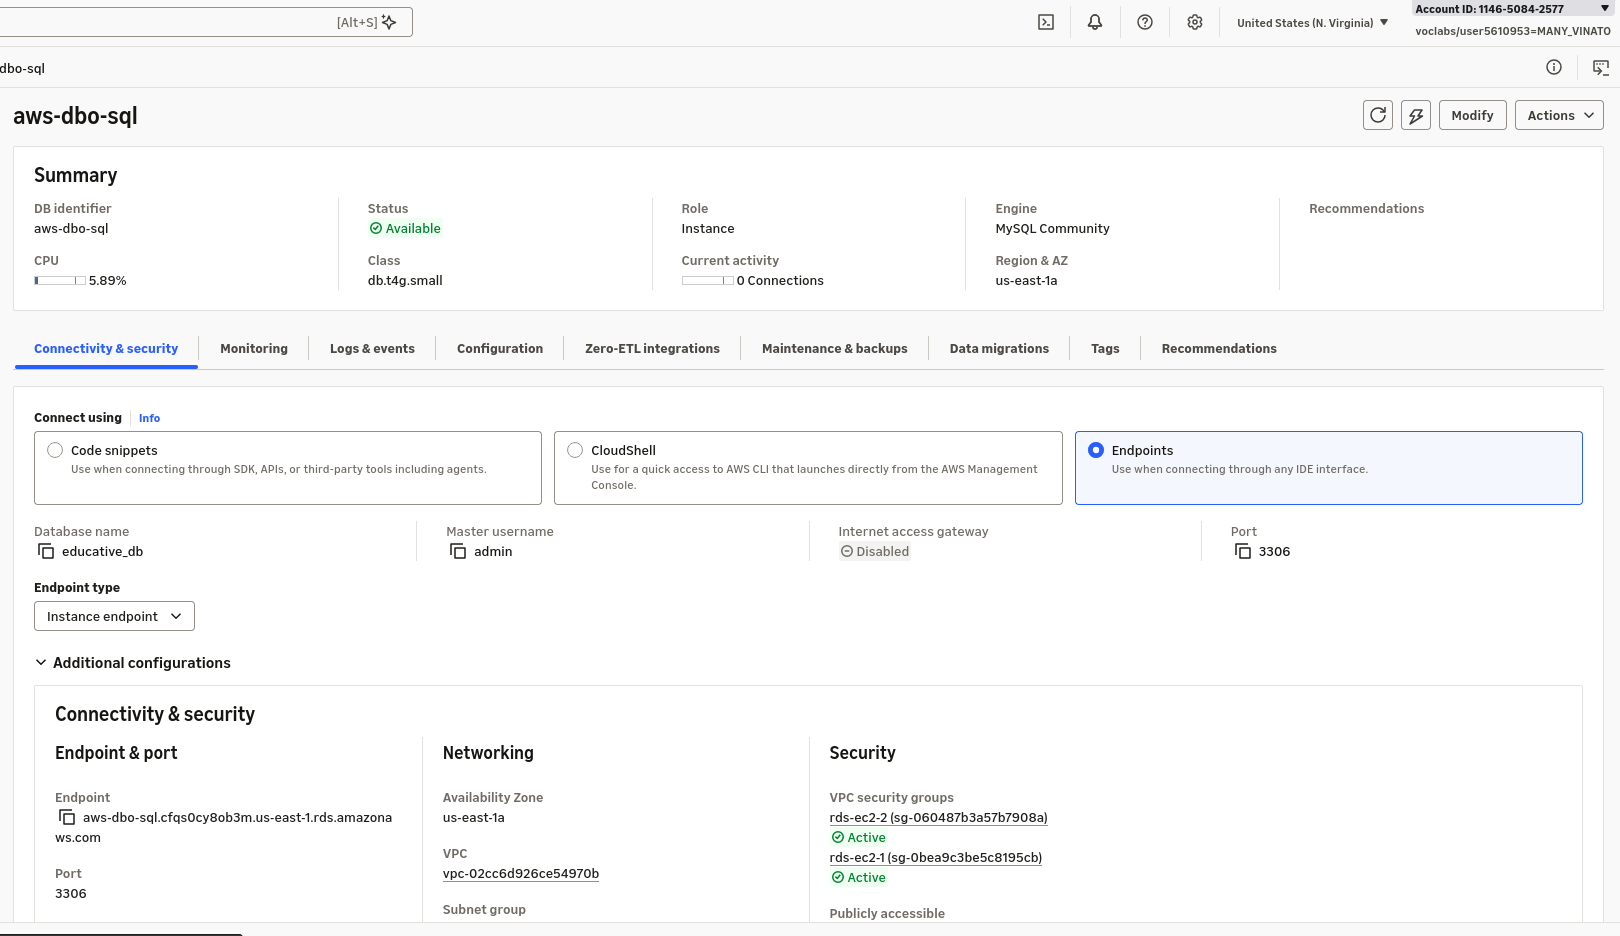 [Alt+S]
United States (N. Virginia)
Account ID: 1146-5084-2577
voclabs/user5610953=MANY_VINATO
dbo-sql
aws-dbo-sql
Modify
Actions
Summary
DB identifier
aws-dbo-sql
Status
Available
Role
Instance
Engine
MySQL Community
Recommendations
CPU
5.89%
Class
db.t4g.small
Current activity
0 Connections
Region & AZ
us-east-1a
Connectivity & security
Monitoring
Logs & events
Configuration
Zero-ETL integrations
Maintenance & backups
Data migrations
Tags
Recommendations
Connect using
Info
Code snippets
Use when connecting through SDK, APIs, or third-party tools including agents.
CloudShell
Use for a quick access to AWS CLI that launches directly from the AWS Management
Console.
Endpoints
Use when connecting through any IDE interface.
Database name
educative_db
Master username
admin
Internet access gateway
Disabled
Port
3306
Endpoint type
Instance endpoint
Additional configurations
Connectivity & security
Endpoint & port
Endpoint
aws-dbo-sql.cfqs0cy8ob3m.us-east-1.rds.amazona
ws.com
Port
3306
Networking
Availability Zone
us-east-1a
VPC
vpc-02cc6d926ce54970b
Subnet group
Security
VPC security groups
rds-ec2-2 (sg-060487b3a57b7908a)
Active
rds-ec2-1 (sg-0bea9c3be5c8195cb)
Active
Publicly accessible